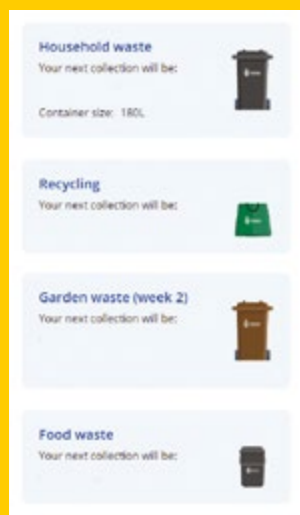 Household waste
Your next collection will be:
Container size: 180L
Recycling
Your next collection will be:
Garden waste (week 2)
Your next collection will be:
Food waste
Your next collection will be: